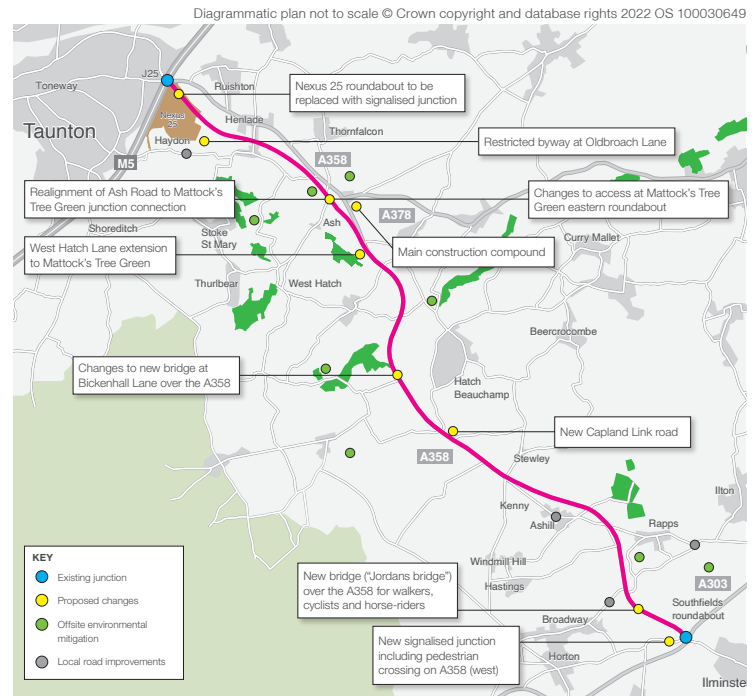 Diagrammatic plan not to scale © Crown copyright and database rights 2022 OS 100030649
J25
Toneway
Ruishton
Nexus 25 roundabout to be
replaced with signalised junction
Nexus
25
Taunton
Henlade
Thornfalcon
Haydon
Restricted byway at Oldbroach Lane
M5
A358
Realignment of Ash Road to Mattock's
Tree Green junction connection
Changes to access at Mattock's Tree
Green eastern roundabout
A378
Shoreditch
Stoke
St Mary
Ash
Curry Mallet
West Hatch Lane extension
to Mattock's Tree Green
Main construction compound
Thurlbear
West Hatch
Beercrocombe
Changes to new bridge at
Bickenhall Lane over the A358
Hatch
Beauchamp
New Capland Link road
A358
Stewley
Ilton
Kenny
Ashill
Rapps
KEY
Existing junction
Proposed changes
Offsite environmental
mitigation
Local road improvements
Windmill Hill
Hastings
New bridge ("Jordans bridge")
over the A358 for walkers,
cyclists and horse-riders
A303
Southfields
roundabout
Broadway
New signalised junction
including pedestrian
crossing on A358 (west)
Horton
Ilminste